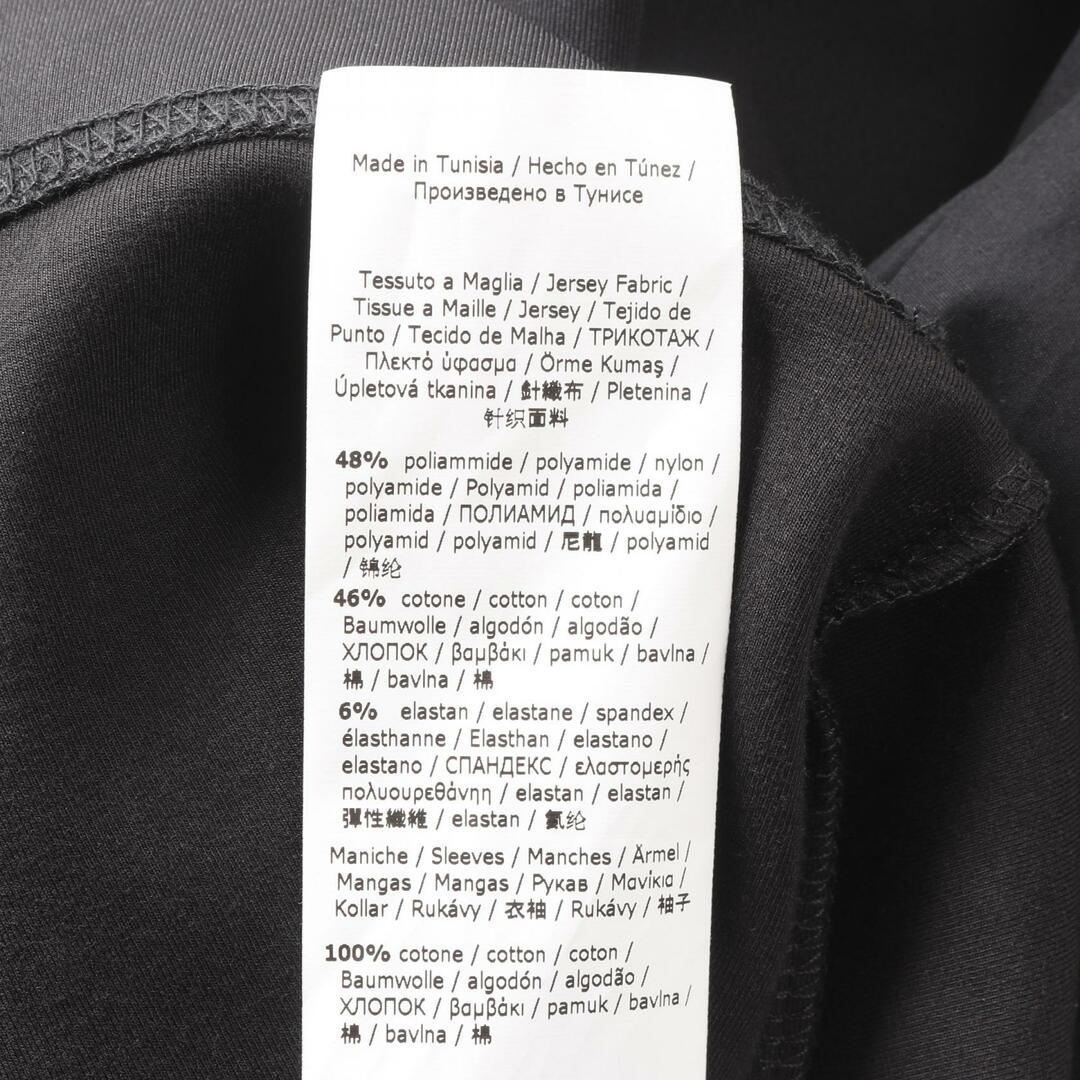 Made in Tunisia / Hecho en Túnez /
Произведено в Тунисе
Tessuto a Maglia / Jersey Fabric /
Tissue a Maille / Jersey / Tejido de
Punto / Tecido de Malha / ТРИКОТАЖ /
Πλεκτό ύφασμα / Örme Kumaş /
Úpletová tkanina / 針織布 / Pletenina /
针织面料
48% poliammide / polyamide / nylon /
polyamide / Polyamid / poliamida /
poliamida / ПОЛИАМИД / πολυαμίδιο /
polyamid / polyamid / 尼龍 / polyamid
/ 锦纶
46% cotone / cotton / coton /
Baumwolle / algodón / algodão /
ХЛОПОК / βαμβάκι / pamuk / bavlna /
棉 / bavlna / 棉
6% elastan / elastane / spandex /
élasthanne / Elasthan / elastano /
elastano / СПАНДЕКС / ελαστομερής
πολυουρεθάνηη / elastan / elastan /
彈性纖維 / elastan / 氨纶
Maniche / Sleeves / Manches / Ärmel /
Mangas / Mangas / Рукав / Μανίκια /
Kollar / Rukávy / 衣袖 / Rukávy / 袖子
100% cotone / cotton / coton /
Baumwolle / algodón / algodão /
ХЛОПОК / βαμβάκι / pamuk / bavlna /
棉 / bavlna / 棉